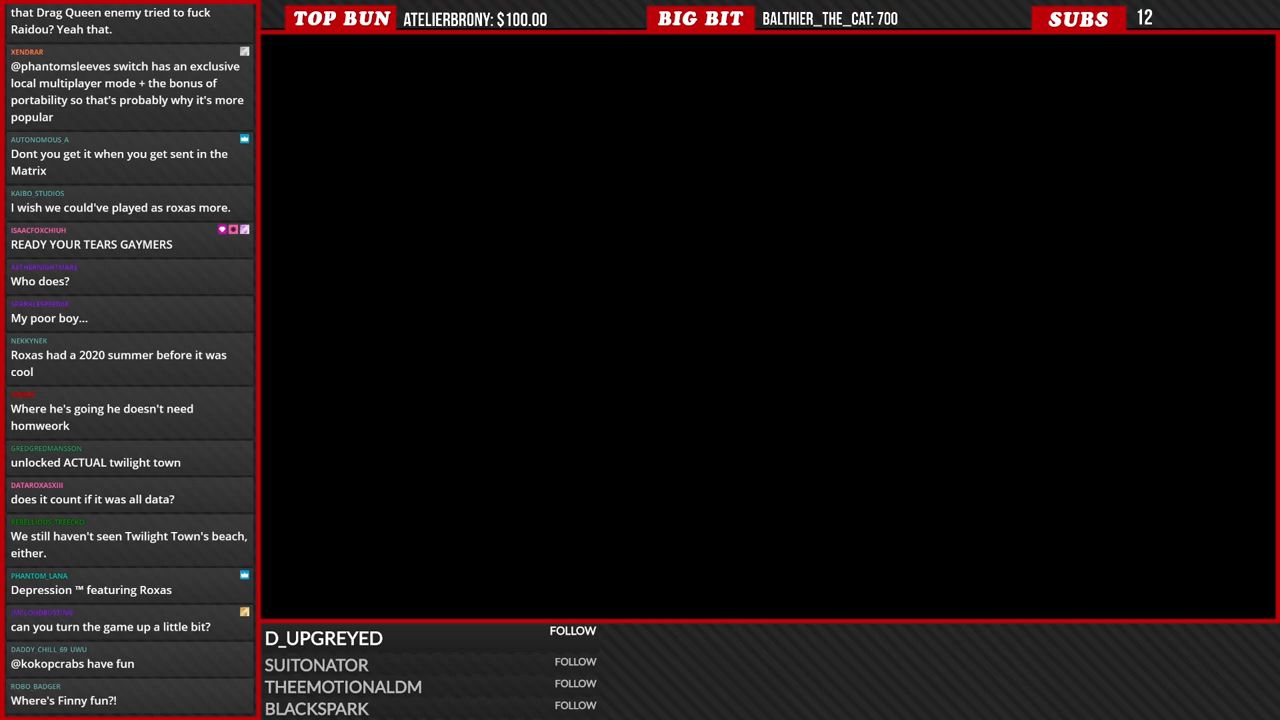 TOP BUN
ATELIERBRONY: $100.00
BIG BIT
BALTHIER_THE_CAT: 700
SUBS
12
that Drag Queen enemy tried to fuck
Raidou? Yeah that.
XENDRAR
@phantomsleeves switch has an exclusive
local multiplayer mode + the bonus of
portability so that's probably why it's more
popular
AUTONOMOUS_A
Dont you get it when you get sent in the
Matrix
KAIBO_STUDIOS
I wish we could've played as roxas more.
ISAACFOXCHIUH
READY YOUR TEARS GAYMERS
Who does?
My poor boy...
NEKKYNEK
Roxas had a 2020 summer before it was
cool
Where he's going he doesn't need
homweork
GREDGREDMANSSON
unlocked ACTUAL twilight town
DATAROXASXIII
does it count if it was all data?
REBELLIOUS_TREECKO
We still haven't seen Twilight Town's beach,
either.
PHANTOM_LANA
Depression ™ featuring Roxas
IMCLOUDBUSTING
can you turn the game up a little bit?
DADDY_CHILL_69_UWU
@kokopcrabs have fun
ROBO_BADGER
Where's Finny fun?!
D_UPGREYED
FOLLOW
SUITONATOR
FOLLOW
THEEMOTIONALDM
FOLLOW
BLACKSPARK
FOLLOW